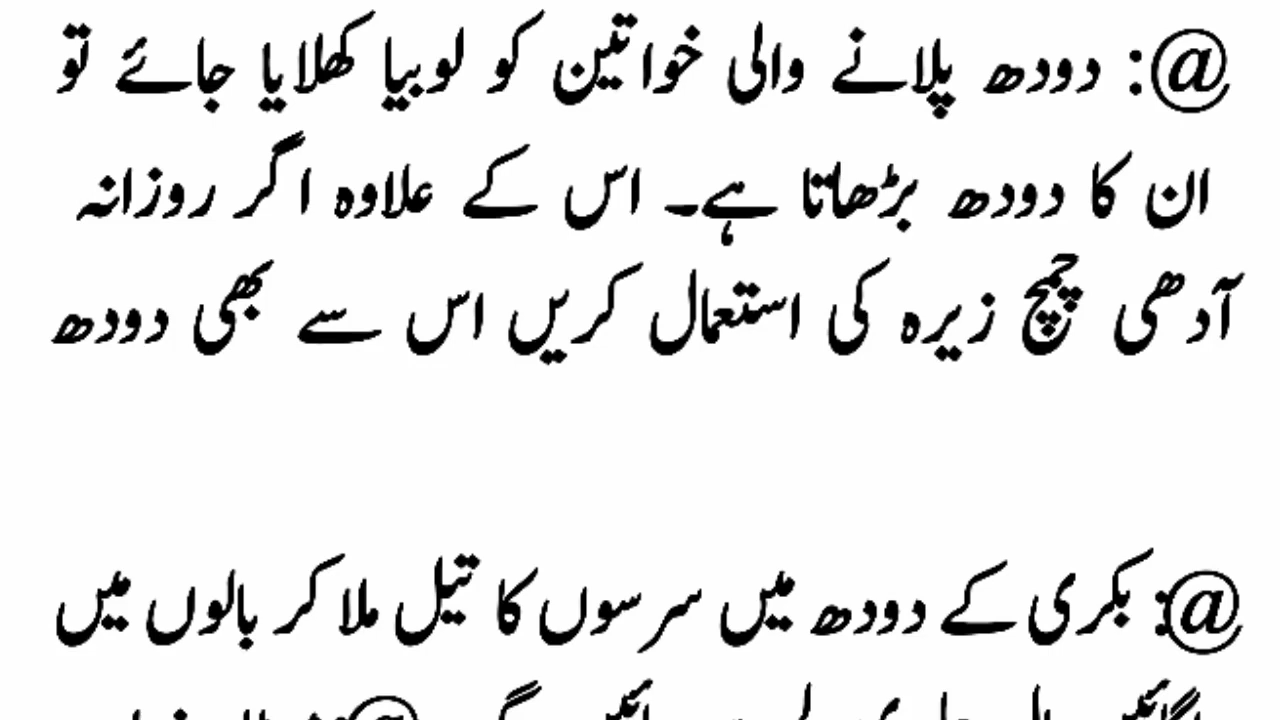 @: دودھ پلانے والی خواتین کو لوبیا کھلایا جائے تو
ان کا دودھ بڑھاتا ہے۔ اس کے علاوہ اگر روزانہ
آدھی چمچ زیرہ کی استعمال کریں اس سے بھی دودھ
@: بکری کے دودھ میں سرسوں کا تیل ملا کر بالوں میں